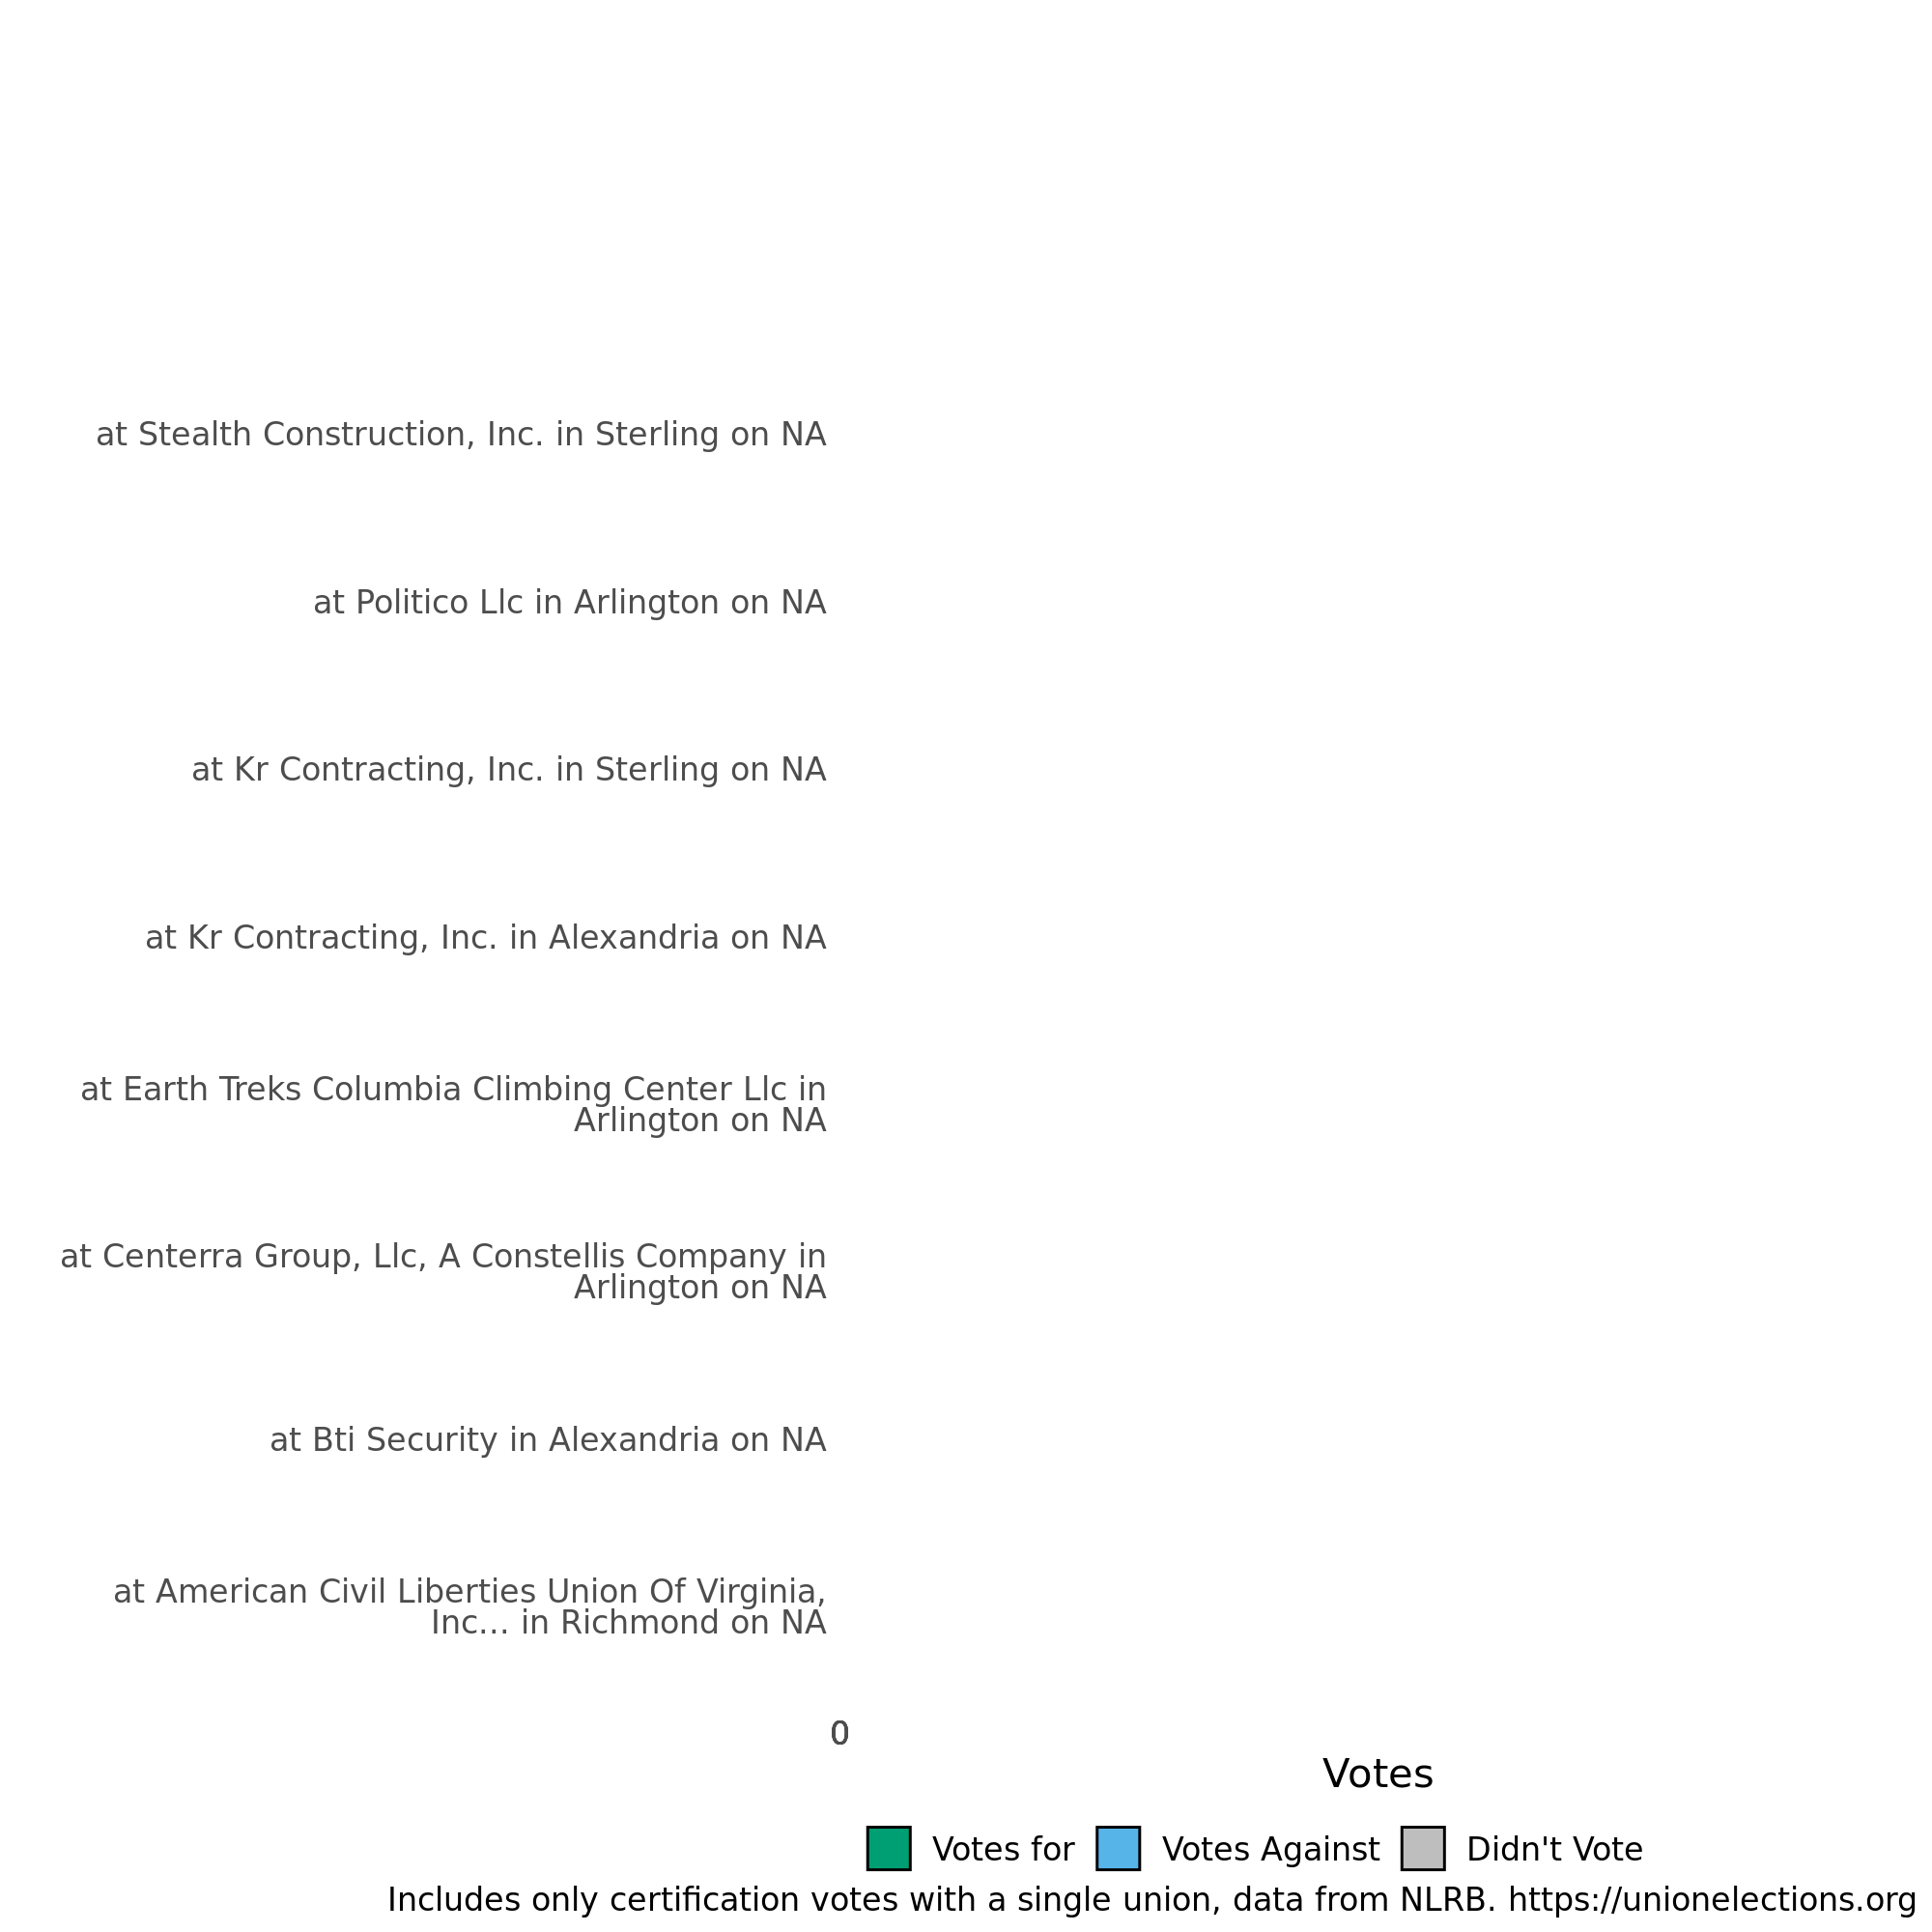 at Stealth Construction, Inc. in Sterling on NA
at Politico Llc in Arlington on NA
at Kr Contracting, Inc. in Sterling on NA
at Kr Contracting, Inc. in Alexandria on NA
at Earth Treks Columbia Climbing Center Llc in
Arlington on NA
at Centerra Group, Llc, A Constellis Company in
Arlington on NA
at Bti Security in Alexandria on NA
at American Civil Liberties Union Of Virginia,
Inc... in Richmond on NA
0
Votes
Votes for Votes Against Didn't Vote
Includes only certification votes with a single union, data from NLRB. https://unionelections.org